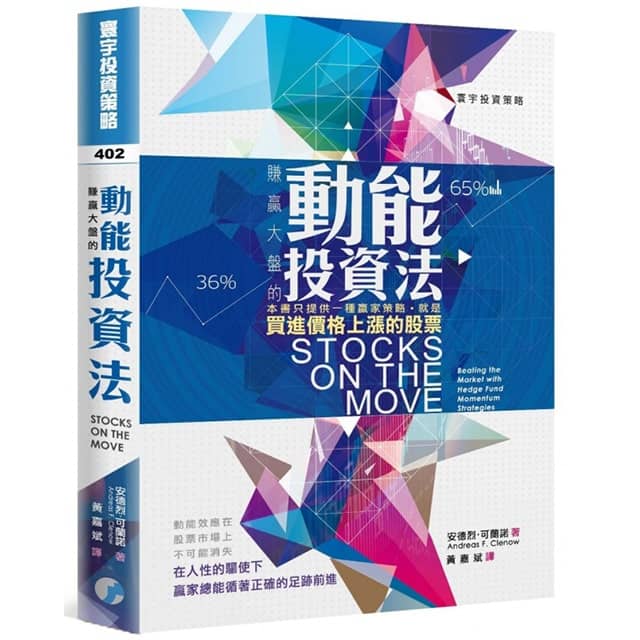 寰宇投資策略
402
賺贏大盤的
動能投資法
STOCKS
ON THE
MOVE
安德烈·可蘭諾 著
Andreas F. Clenow
黃嘉斌 譯
寰宇投資策略
賺贏大盤的
動能
投資法
65%
36%
本書只提供一種贏家策略，就是
買進價格上漲的股票
STOCKS
ON THE
MOVE
Beating the
Market with
Hedge Fund
Momentum
Strategies
動能效應在
股票市場上
不可能消失
在人性的驅使下
贏家總能循著正確的足跡前進
安德烈·可蘭諾 著
Andreas F. Clenow
黃嘉斌 譯